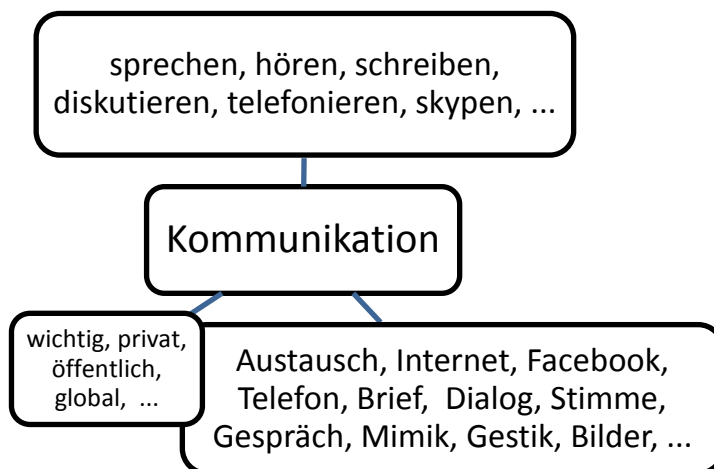 sprechen, hören, schreiben,
diskutieren, telefonieren, skypen, ...
Kommunikation
wichtig, privat,
öffentlich,
global, ...
Austausch, Internet, Facebook,
Telefon, Brief, Dialog, Stimme,
Gespräch, Mimik, Gestik, Bilder, ...